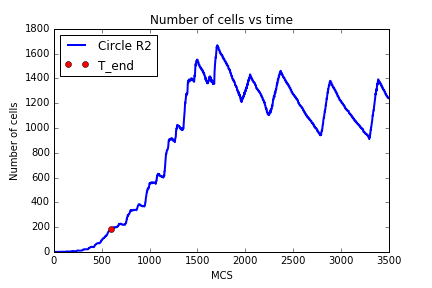 Number of cells vs time
1800
1600
1400
1200
1000
800
600
400
200
0
Number of cells
Circle R2
T_end
0 500 1000 1500 2000 2500 3000 3500
MCS